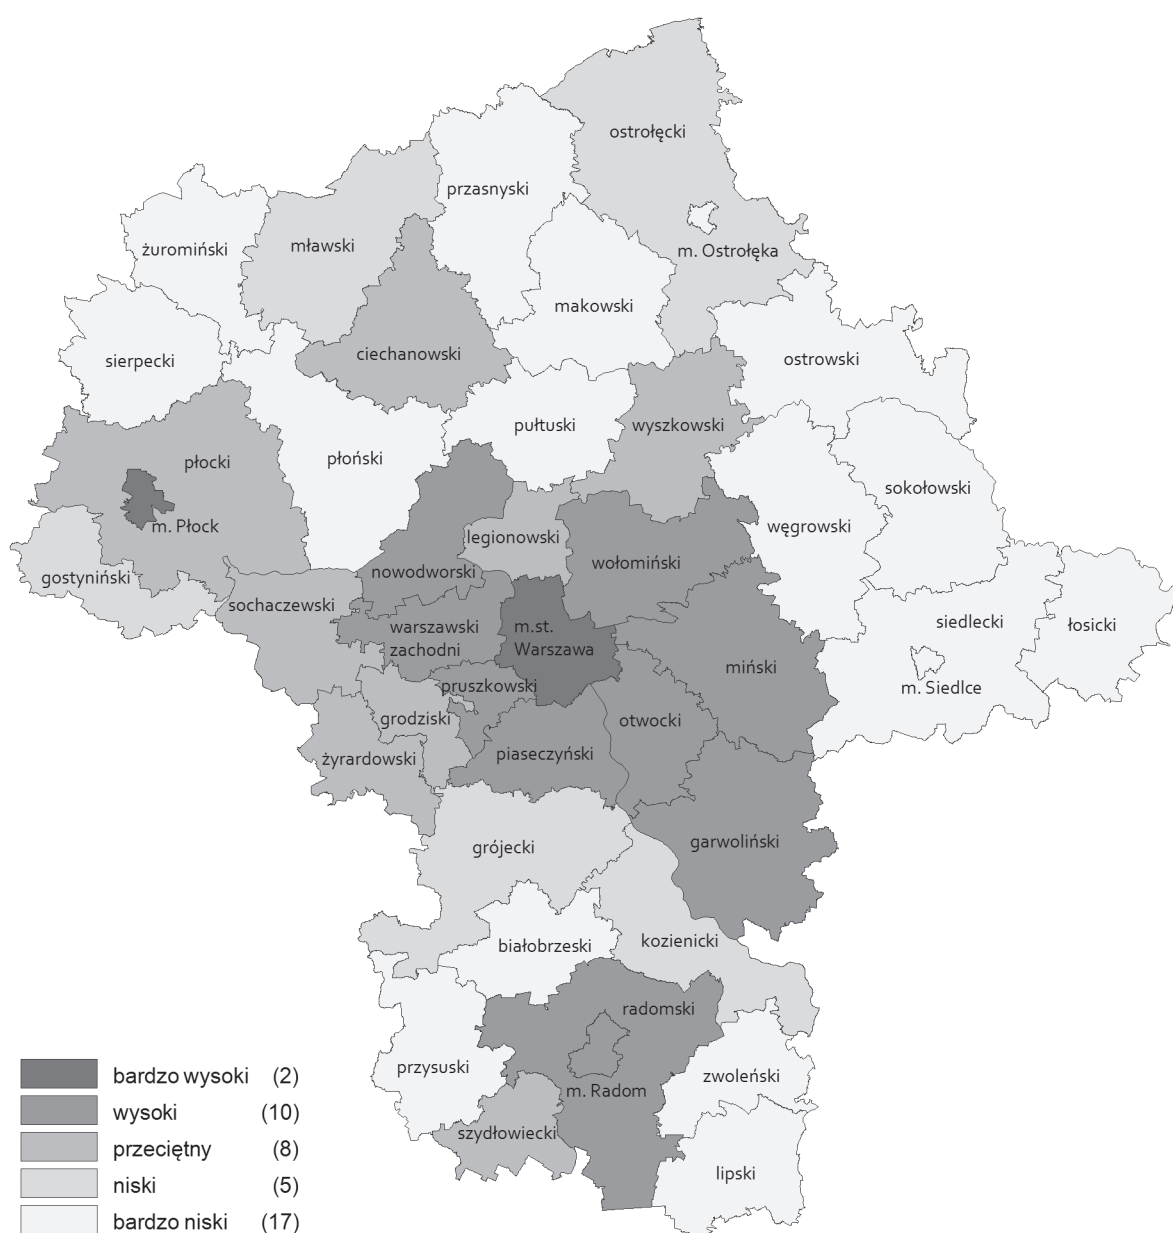 ostrołęcki
przasnyski
żuromiński
mławski
m. Ostrołęka
makowski
sierpecki
ciechanowski
ostrowski
pułtuski
wyszkowski
płocki
płoński
sokołowski
m. Płock
węgrowski
legionowski
wołomiński
gostyniński
nowodworski
sochaczewski
siedlecki
łosicki
warszawski
zachodni
m.st.
Warszawa
miński
m. Siedlce
pruszkowski
grodziski
otwocki
żyrardowski
piaseczyński
grójecki
garwoliński
białobrzeski
kozienicki
radomski
przysuski
zwoleński
m. Radom
szydłowiecki
lipski
bardzo wysoki (2)
wysoki (10)
przeciętny (8)
niski (5)
bardzo niski (17)